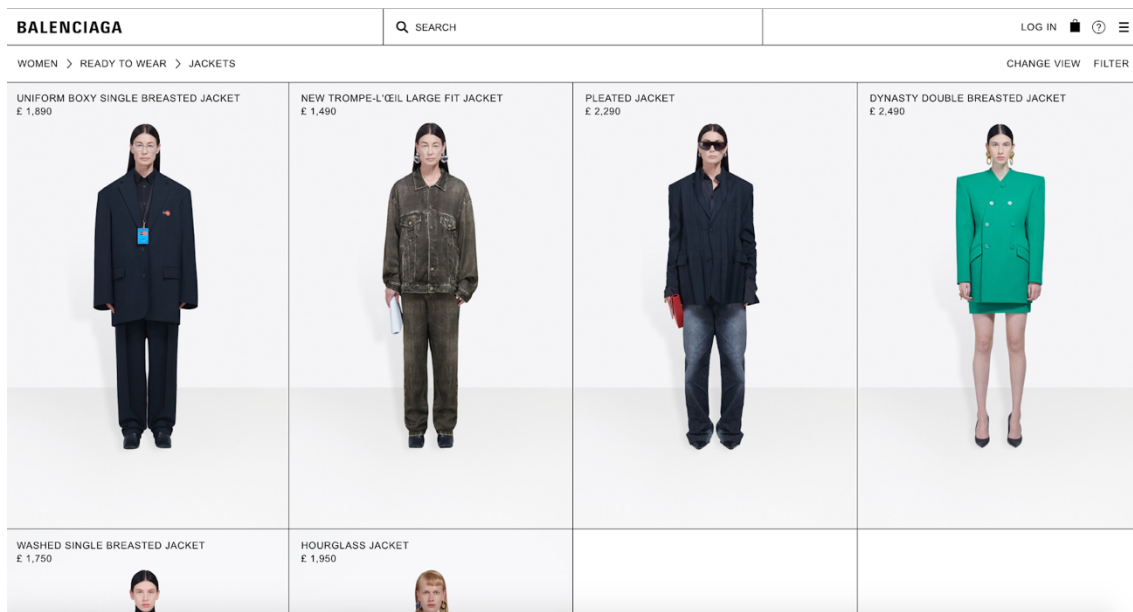 BALENCIAGA
SEARCH
LOG IN
?
WOMEN > READY TO WEAR > JACKETS
CHANGE VIEW
FILTER
UNIFORM BOXY SINGLE BREASTED JACKET
£ 1,890
NEW TROMPE-L'ŒIL LARGE FIT JACKET
£ 1,490
PLEATED JACKET
£ 2,290
DYNASTY DOUBLE BREASTED JACKET
£ 2,490
WASHED SINGLE BREASTED JACKET
£ 1,750
HOURGLASS JACKET
£ 1,950